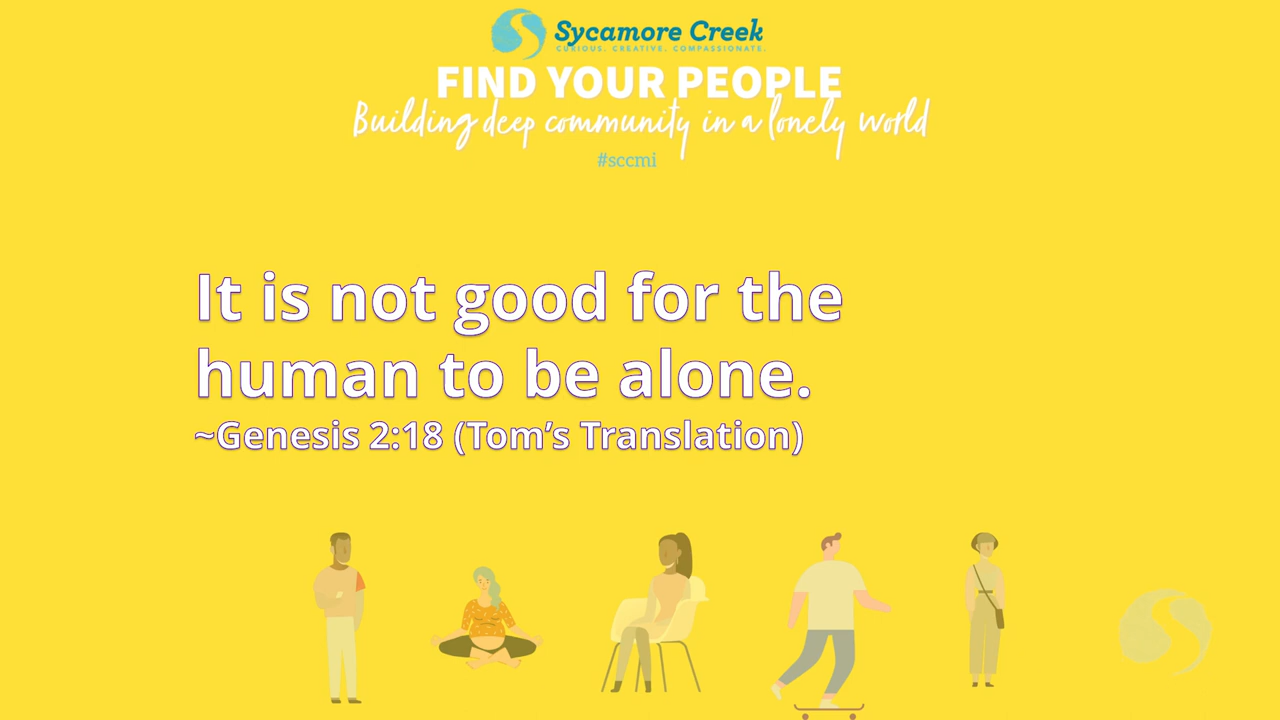 Sycamore Creek
CURIOUS. CREATIVE. COMPASSIONATE.
FIND YOUR PEOPLE
Building deep community in a lonely world
#sccmi
It is not good for the
human to be alone.
~Genesis 2:18 (Tom’s Translation)